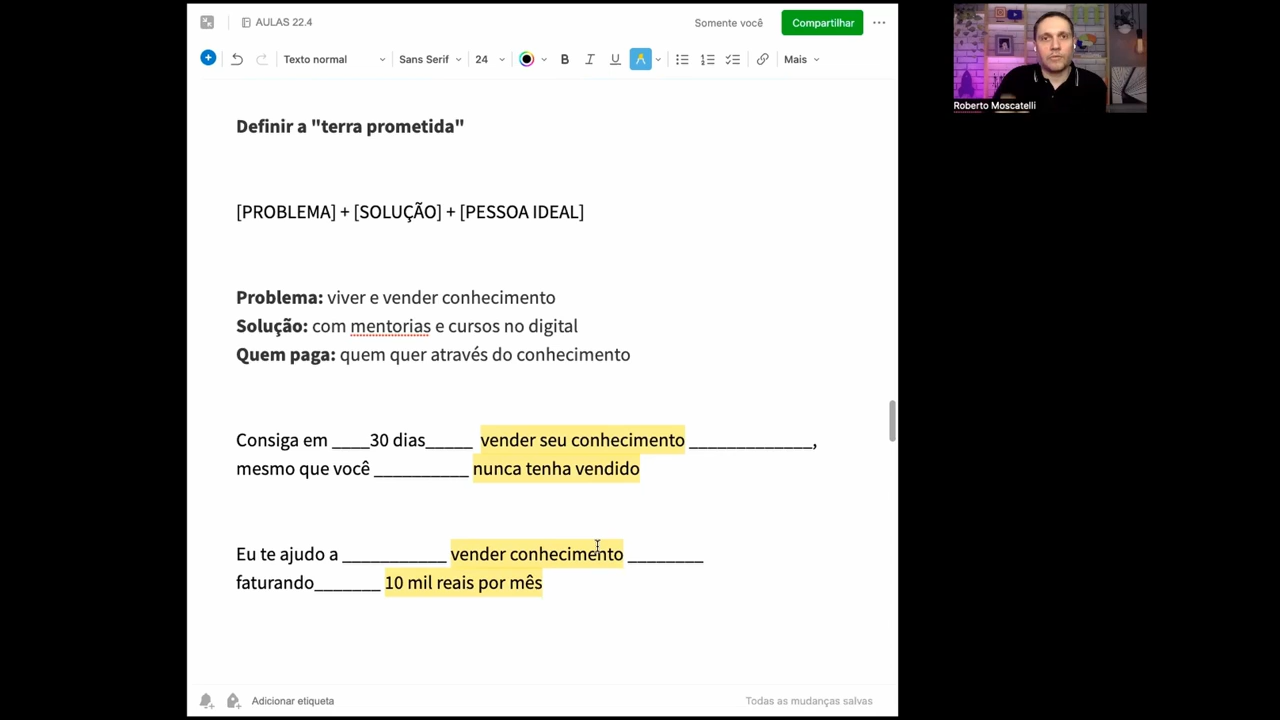 AULAS 22.4
Somente você
Compartilhar
Texto normal
Sans Serif
24
B
I
U
A
Mais
Roberto Moscatelli
Definir a "terra prometida"
[PROBLEMA] + [SOLUÇÃO] + [PESSOA IDEAL]
Problema: viver e vender conhecimento
Solução: com mentorias e cursos no digital
Quem paga: quem quer através do conhecimento
Consiga em ____30 dias_____ vender seu conhecimento _____________,
mesmo que você __________ nunca tenha vendido
Eu te ajudo a ___________ vender conhecimento ________
faturando_______ 10 mil reais por mês
Adicionar etiqueta
Todas as mudanças salvas